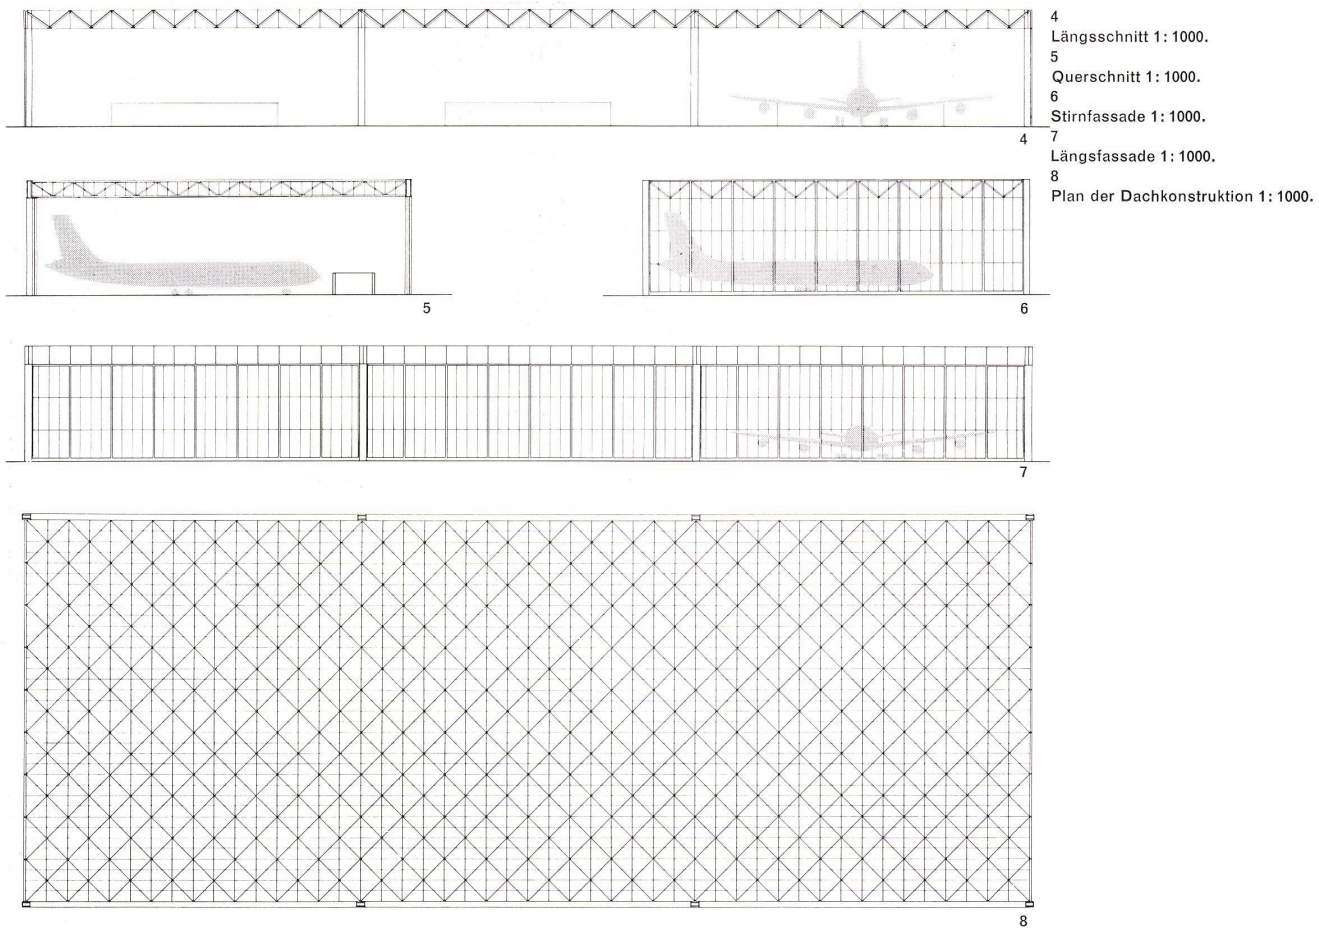 4
Längsschnitt 1:1000.
5
Querschnitt 1:1000.
6
Stirnfassade 1:1000.
7
Längsfassade 1:1000.
8
Plan der Dachkonstruktion 1:1000.
4
5
6
7
8